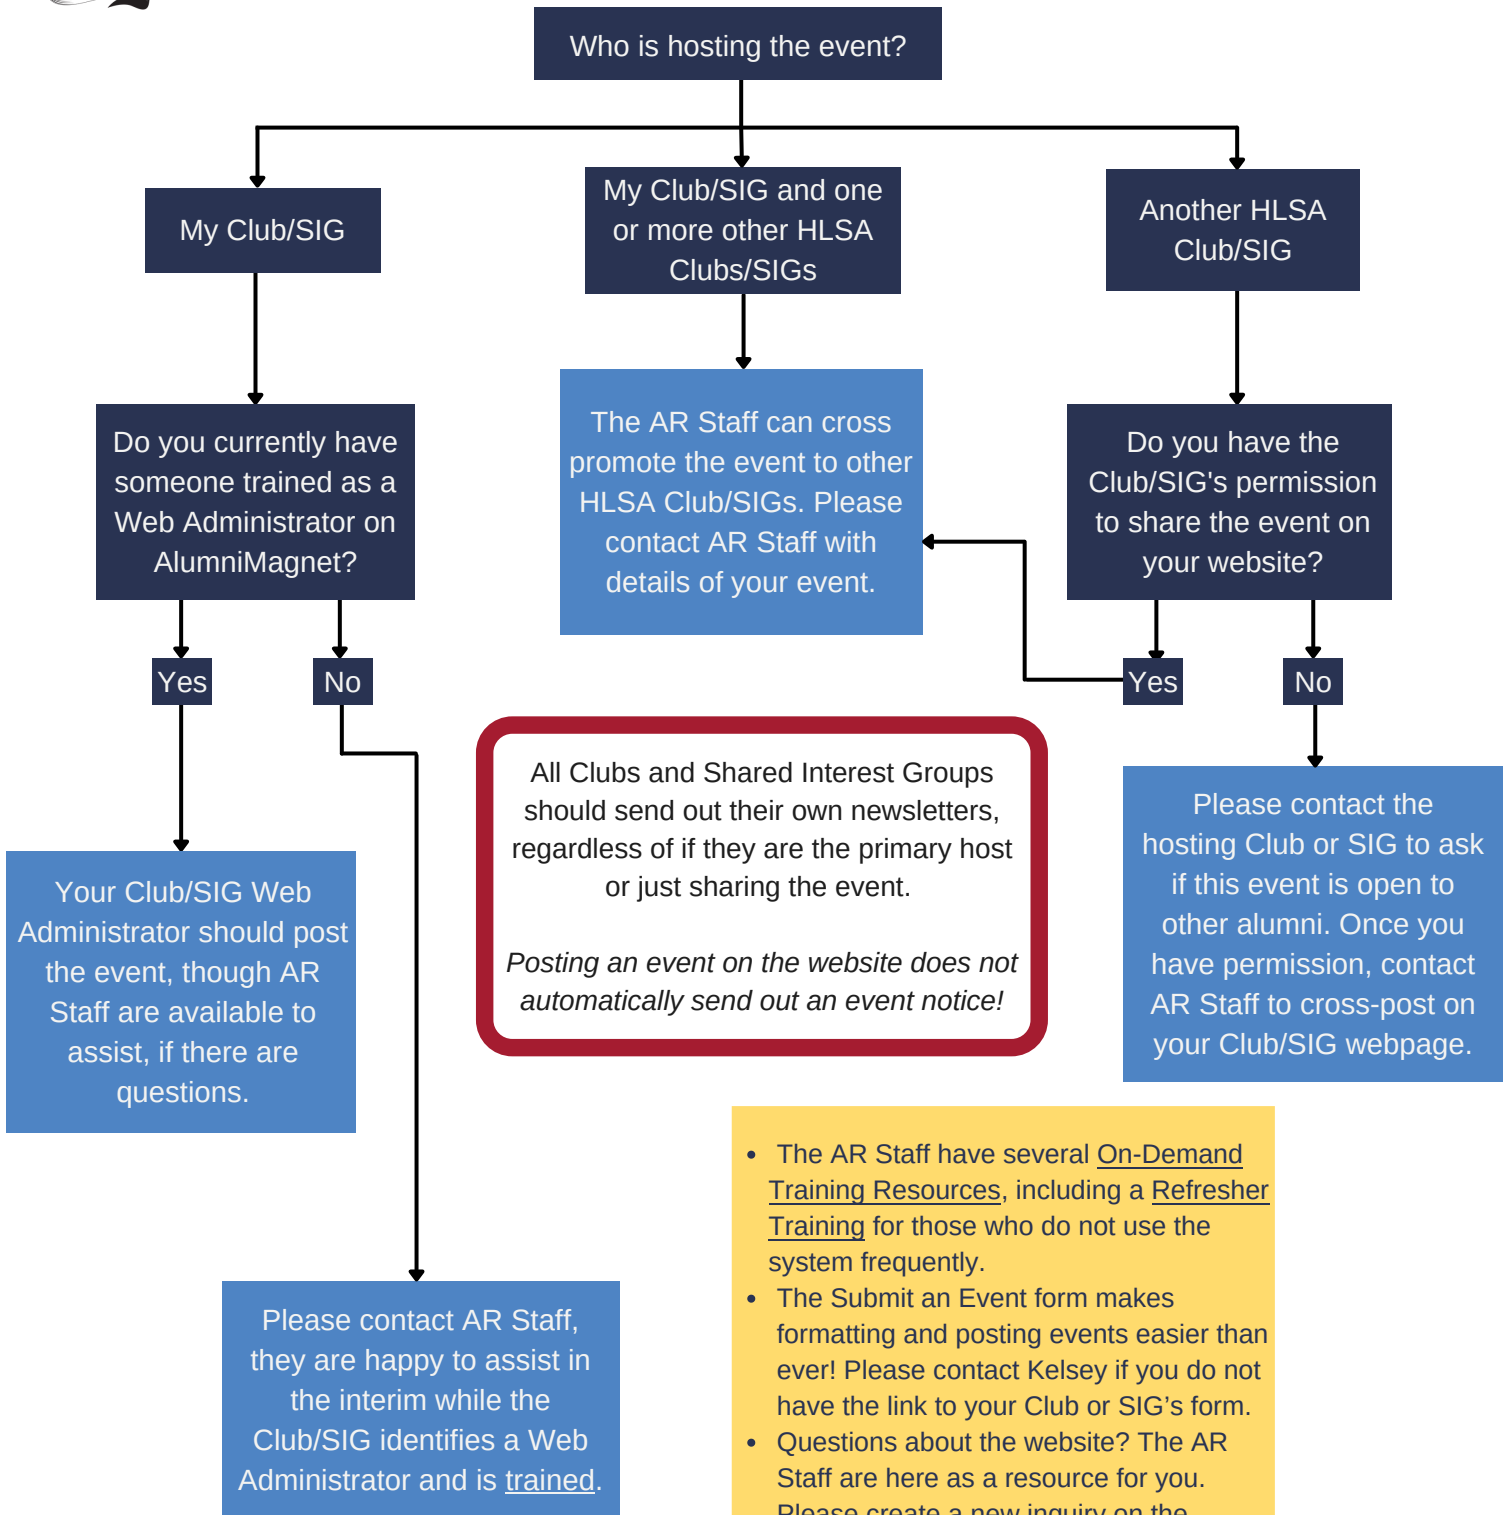 Who is hosting the event?
My Club/SIG
My Club/SIG and one
or more other HLSA
Clubs/SIGs
Another HLSA
Club/SIG
Do you currently have
someone trained as a
Web Administrator on
AlumniMagnet?
The AR Staff can cross
promote the event to other
HLSA Club/SIGs. Please
contact AR Staff with
details of your event.
Do you have the
Club/SIG's permission
to share the event on
your website?
Yes
No
Yes
No
All Clubs and Shared Interest Groups
should send out their own newsletters,
regardless of if they are the primary host
or just sharing the event.
Posting an event on the website does not
automatically send out an event notice!
Please contact the
hosting Club or SIG to ask
if this event is open to
other alumni. Once you
have permission, contact
AR Staff to cross-post on
your Club/SIG webpage.
Your Club/SIG Web
Administrator should post
the event, though AR
Staff are available to
assist, if there are
questions.
Please contact AR Staff,
they are happy to assist in
the interim while the
Club/SIG identifies a Web
Administrator and is trained.
• The AR Staff have several On-Demand
Training Resources, including a Refresher
Training for those who do not use the
system frequently.
• The Submit an Event form makes
formatting and posting events easier than
ever! Please contact Kelsey if you do not
have the link to your Club or SIG’s form.
• Questions about the website? The AR
Staff are here as a resource for you.
Please create a new inquiry on the